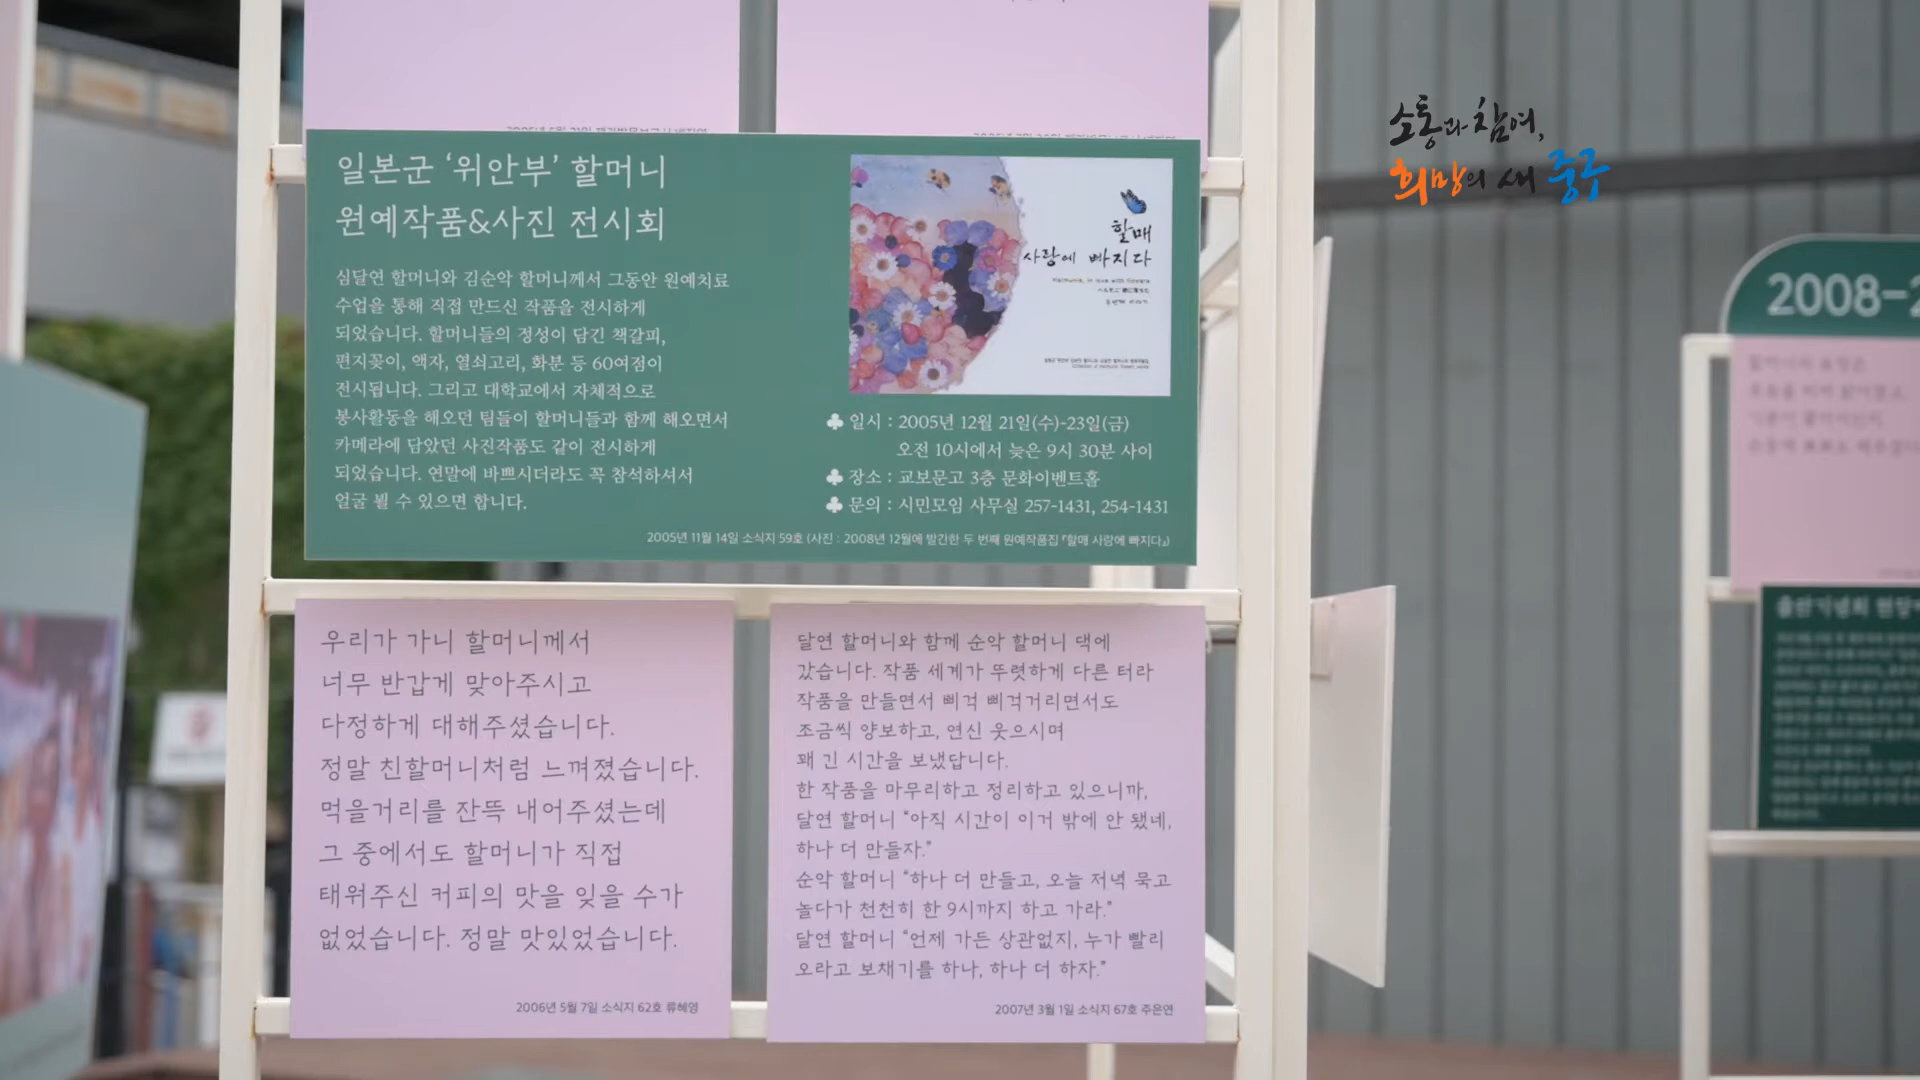 일본군 ‘위안부’ 할머니
원예작품&사진 전시회
심달연 할머니와 김순악 할머니께서 그동안 원예치료
수업을 통해 직접 만드신 작품을 전시하게
되었습니다. 할머니들의 정성이 담긴 책갈피,
편지꽂이, 액자, 열쇠고리, 화분 등 60여점이
전시됩니다. 그리고 대학교에서 자체적으로
봉사활동을 해오던 팀들이 할머니들과 함께 해오면서
카메라에 담았던 사진작품도 같이 전시하게
되었습니다. 연말에 바쁘시더라도 꼭 참석하셔서
얼굴 뵐 수 있으면 합니다.
할매
사랑에 빠지다
♣ 일시 : 2005년 12월 21일(수)-23일(금)
오전 10시에서 늦은 9시 30분 사이
♣ 장소 : 교보문고 3층 문화이벤트홀
♣ 문의 : 시민모임 사무실 257-1431, 254-1431
2005년 11월 14일 소식지 59호 (사진 : 2008년 12월에 발간한 두 번째 원예작품집 『할매 사랑에 빠지다』)
우리가 가니 할머니께서
너무 반갑게 맞아주시고
다정하게 대해주셨습니다.
정말 친할머니처럼 느껴졌습니다.
먹을거리를 잔뜩 내어주셨는데
그 중에서도 할머니가 직접
태워주신 커피의 맛을 잊을 수가
없었습니다. 정말 맛있었습니다.
2006년 5월 7일 소식지 62호 류혜영
달연 할머니와 함께 순악 할머니 댁에
갔습니다. 작품 세계가 뚜렷하게 다른 터라
작품을 만들면서 삐걱 삐걱거리면서도
조금씩 양보하고, 연신 웃으시며
꽤 긴 시간을 보냈답니다.
한 작품을 마무리하고 정리하고 있으니까,
달연 할머니 “아직 시간이 이거 밖에 안 됐네,
하나 더 만들자.”
순악 할머니 “하나 더 만들고, 오늘 저녁 묵고
놀다가 천천히 한 9시까지 하고 가라.”
달연 할머니 “언제 가든 상관없지, 누가 빨리
오라고 보채기를 하나, 하나 더 하자.”
2007년 3월 1일 소식지 67호 주은연
소통과 참여,
희망의 새 중구
2008-2